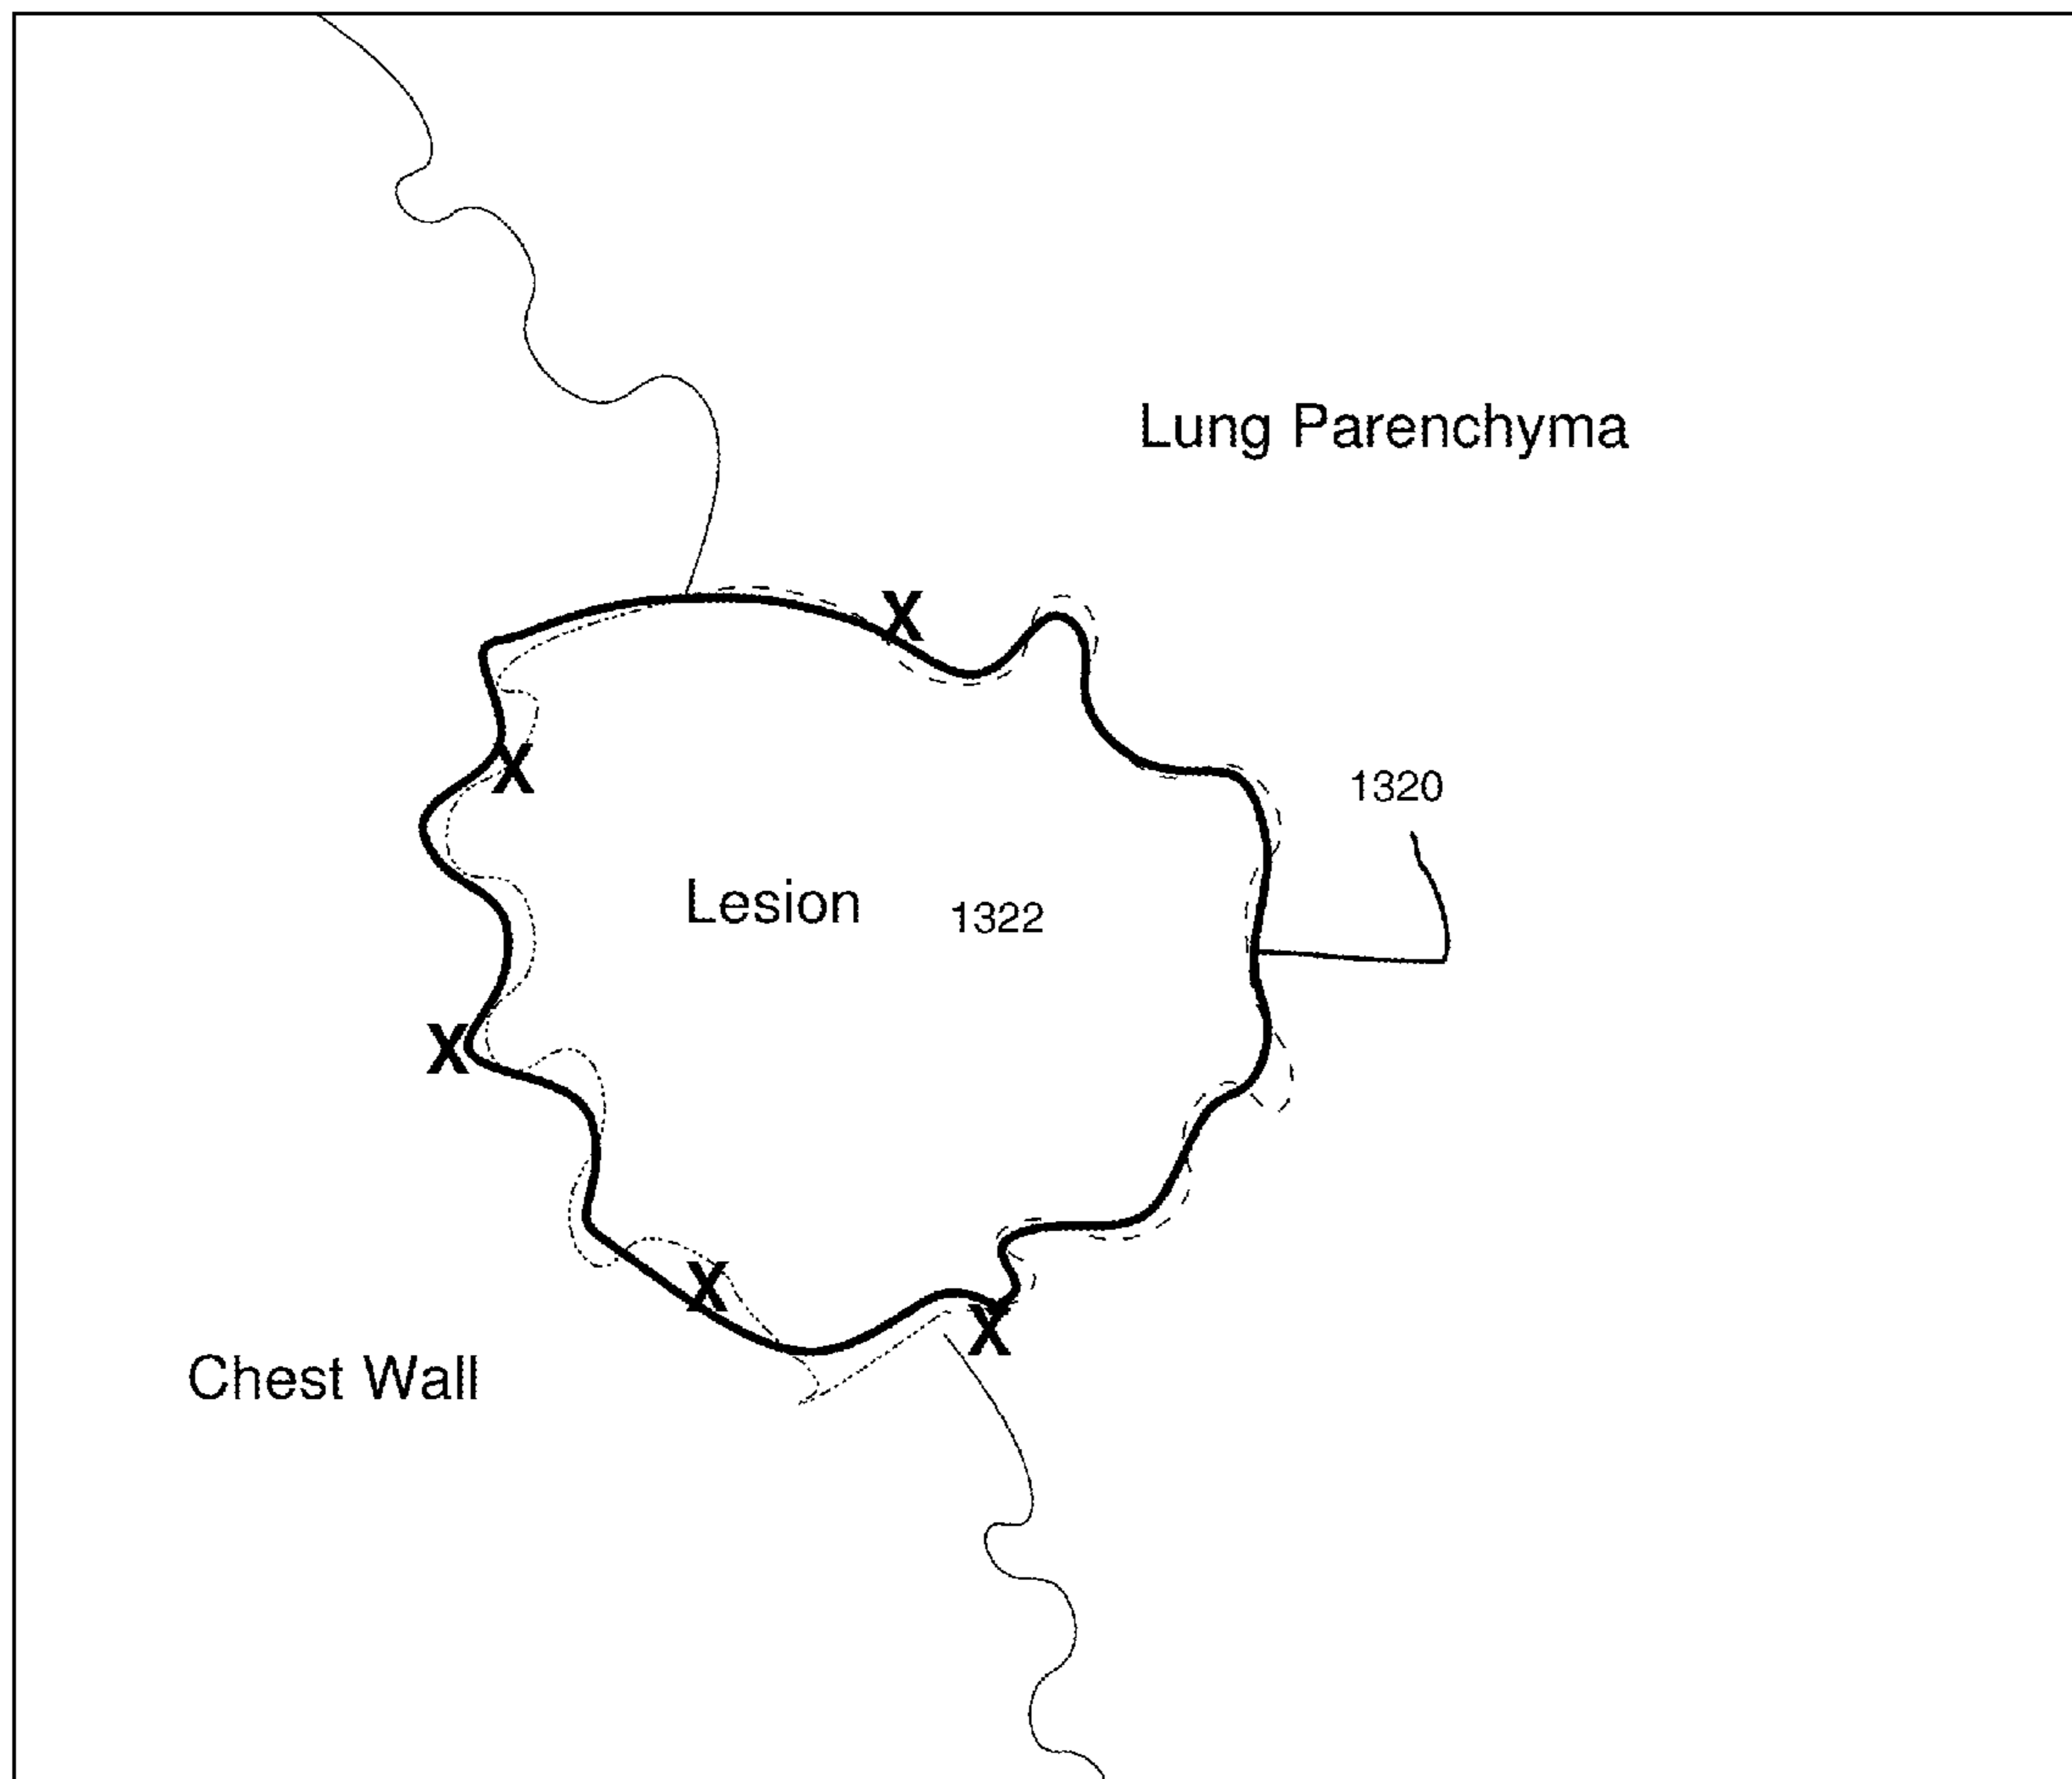 Lung Parenchyma
X
X
1320
Lesion 1322
X
X
X
Chest Wall